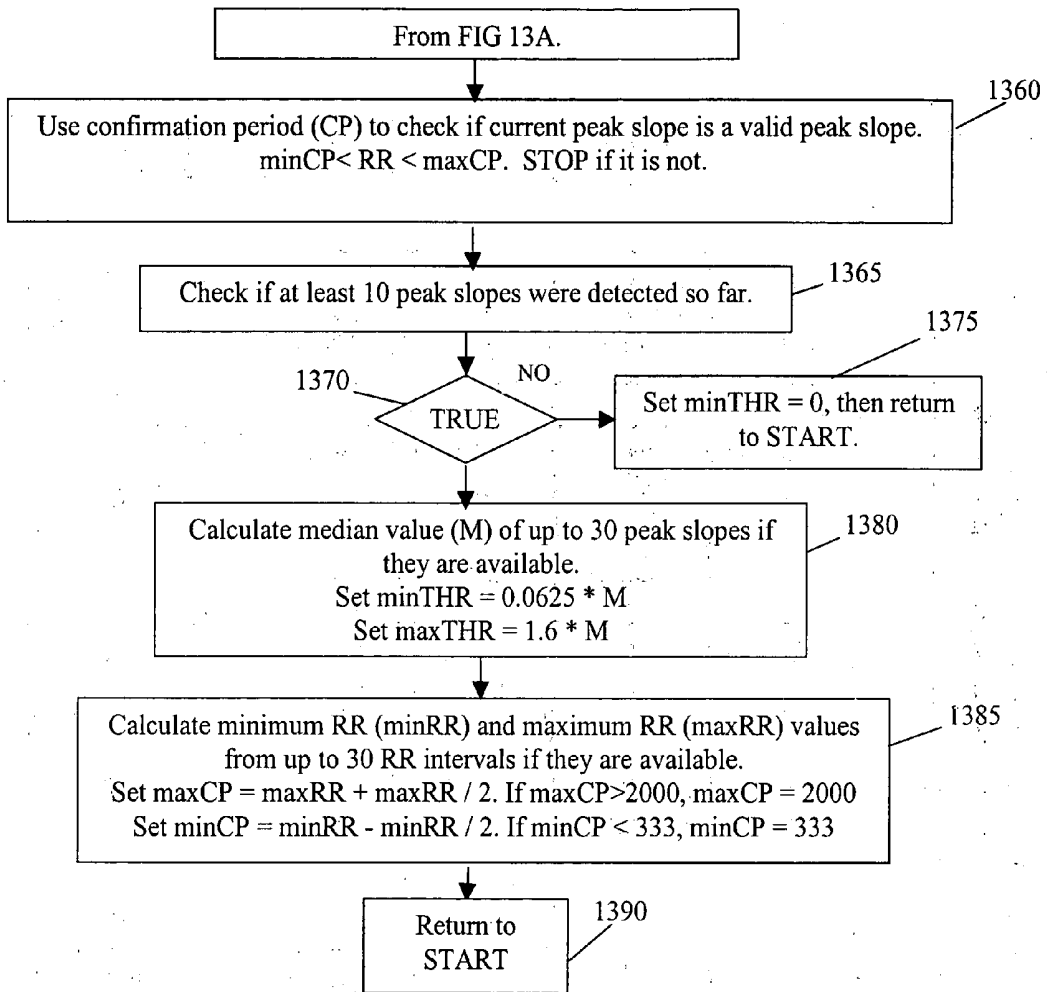 From FIG 13A.
1360
Use confirmation period (CP) to check if current peak slope is a valid peak slope.
minCP< RR < maxCP. STOP if it is not.
Check if at least 10 peak slopes were detected so far.
1365
1370
TRUE
NO
1375
Set minTHR = 0, then return
to START.
Calculate median value (M) of up to 30 peak slopes if
they are available.
Set minTHR = 0.0625 * M
Set maxTHR = 1.6 * M
1380
Calculate minimum RR (minRR) and maximum RR (maxRR) values
from up to 30 RR intervals if they are available.
Set maxCP = maxRR + maxRR / 2. If maxCP>2000, maxCP = 2000
Set minCP = minRR - minRR / 2. If minCP < 333, minCP = 333
1385
Return to
START
1390